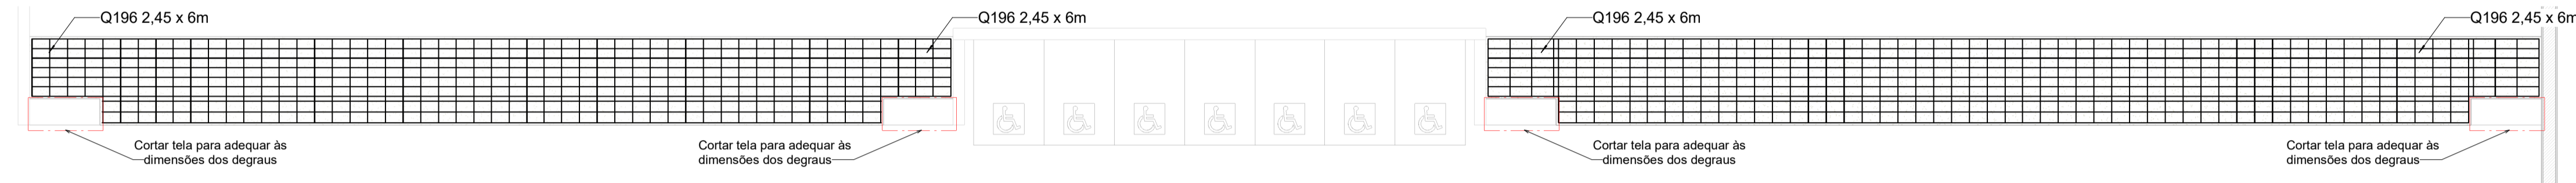 Q196 2,45 x 6m
Q196 2,45 x 6m
Q196 2,45 x 6m
Q196 2,45 x 6m
Cortar tela para adequar às
dimensões dos degraus
Cortar tela para adequar às
dimensões dos degraus
Cortar tela para adequar às
dimensões dos degraus
Cortar tela para adequar às
dimensões dos degraus